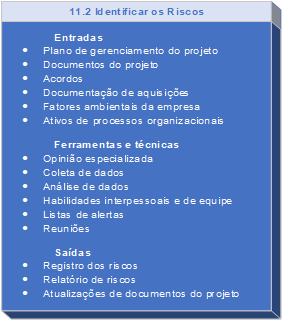 11.2 Identificar os Riscos
Entradas
• Plano de gerenciamento do projeto
• Documentos do projeto
• Acordos
• Documentação de aquisições
• Fatores ambientais da empresa
• Ativos de processos organizacionais
Ferramentas e técnicas
• Opinião especializada
• Coleta de dados
• Análise de dados
• Habilidades interpessoais e de equipe
• Listas de alertas
• Reuniões
Saídas
• Registro dos riscos
• Relatório de riscos
• Atualizações de documentos do projeto